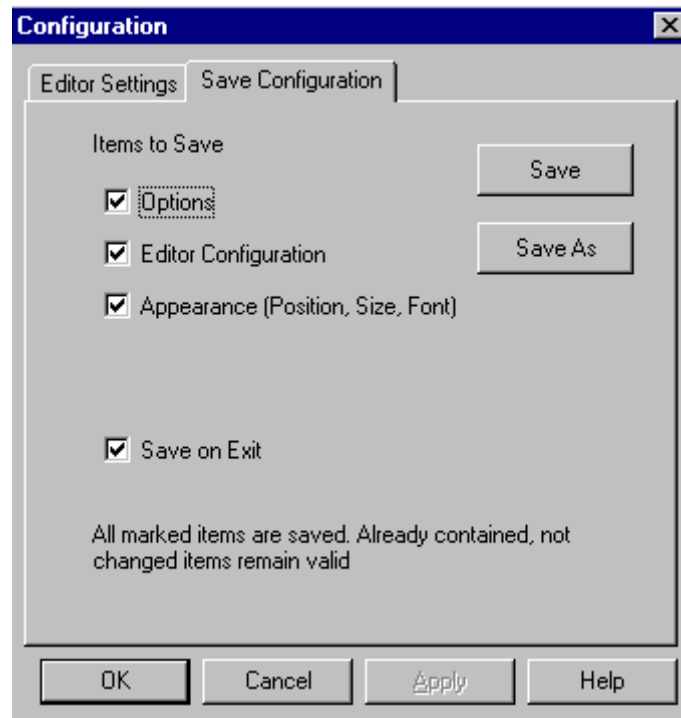 Configuration
Editor Settings
Save Configuration
Items to Save
Save
Options
Save As
Editor Configuration
Appearance (Position, Size, Font)
Save on Exit
All marked items are saved. Already contained, not
changed items remain valid
OK
Cancel
Apply
Help